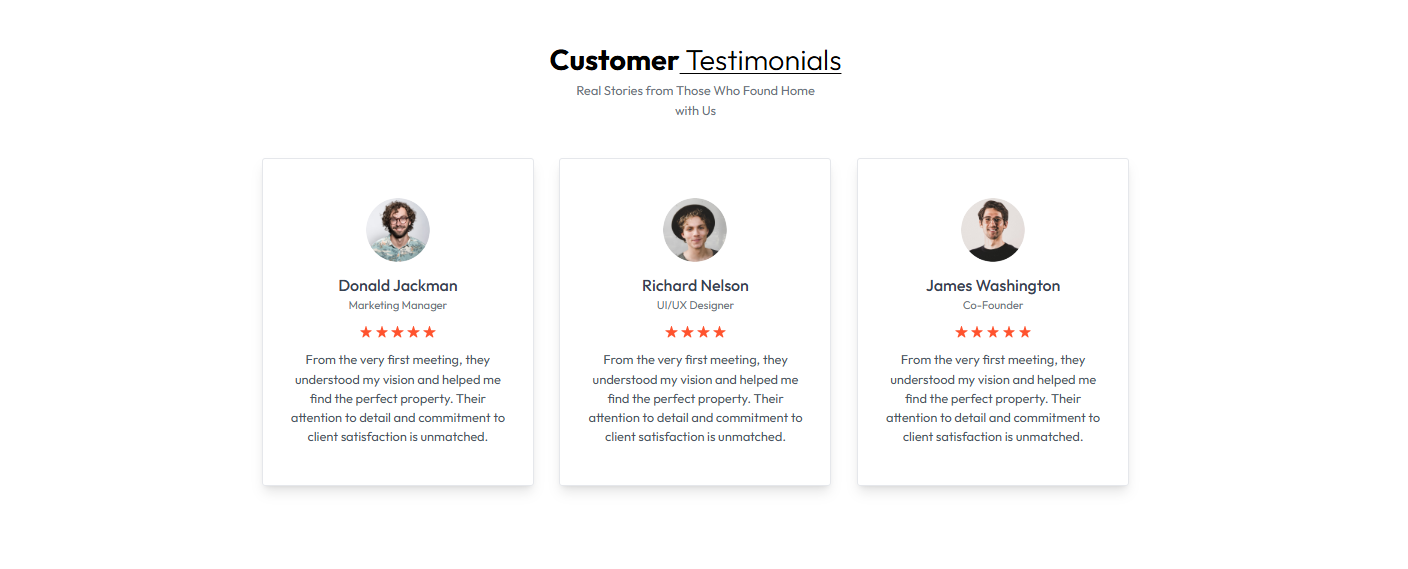 Customer Testimonials
Real Stories from Those Who Found Home
with Us
Donald Jackman
Marketing Manager
★★★★★
From the very first meeting, they
understood my vision and helped me
find the perfect property. Their
attention to detail and commitment to
client satisfaction is unmatched.
Richard Nelson
UI/UX Designer
★★★★
From the very first meeting, they
understood my vision and helped me
find the perfect property. Their
attention to detail and commitment to
client satisfaction is unmatched.
James Washington
Co-Founder
★★★★★
From the very first meeting, they
understood my vision and helped me
find the perfect property. Their
attention to detail and commitment to
client satisfaction is unmatched.